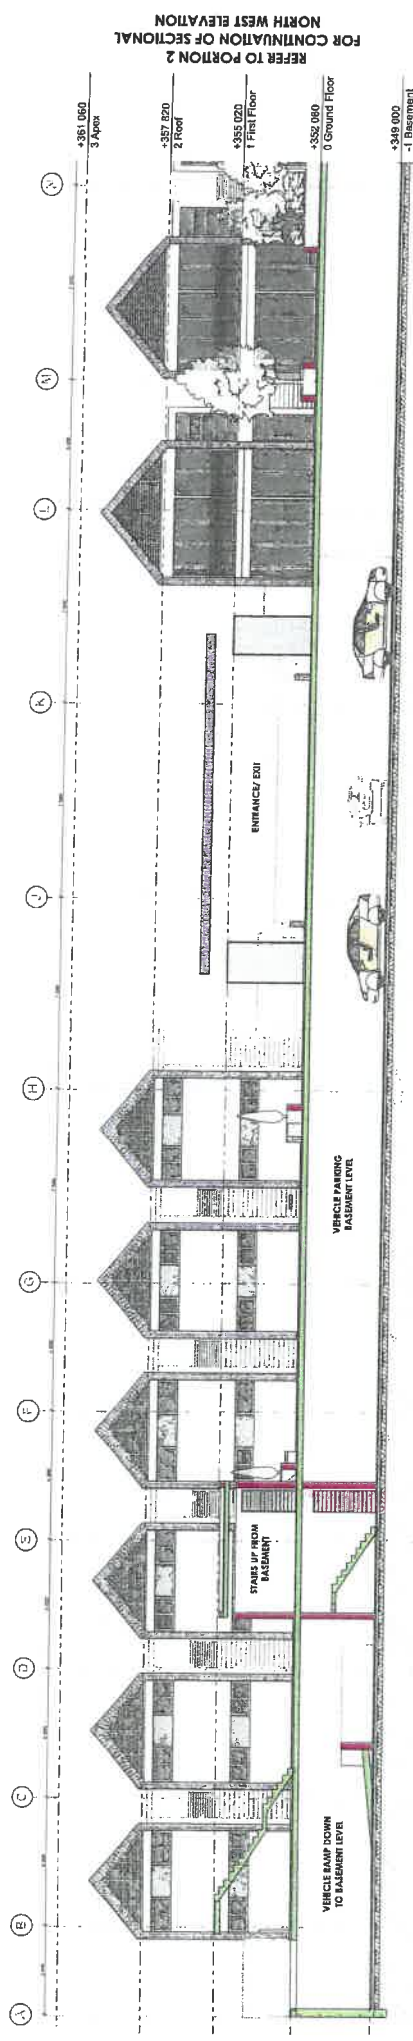 A
B
C
D
E
F
G
H
J
K
L
M
N
+361 060
3 Apex
+357 820
2 Roof
+355 020
1 First Floor
+352 060
0 Ground Floor
+349 000
-1 Basement
REFER TO PORTION 2
FOR CONTINUATION OF SECTIONAL
NORTH WEST ELEVATION
ENTRANCE/ EXIT
STAIRS UP FROM
BASEMENT
VEHICLE RAMP DOWN
TO BASEMENT LEVEL
VEHICLE PARKING
BASEMENT LEVEL